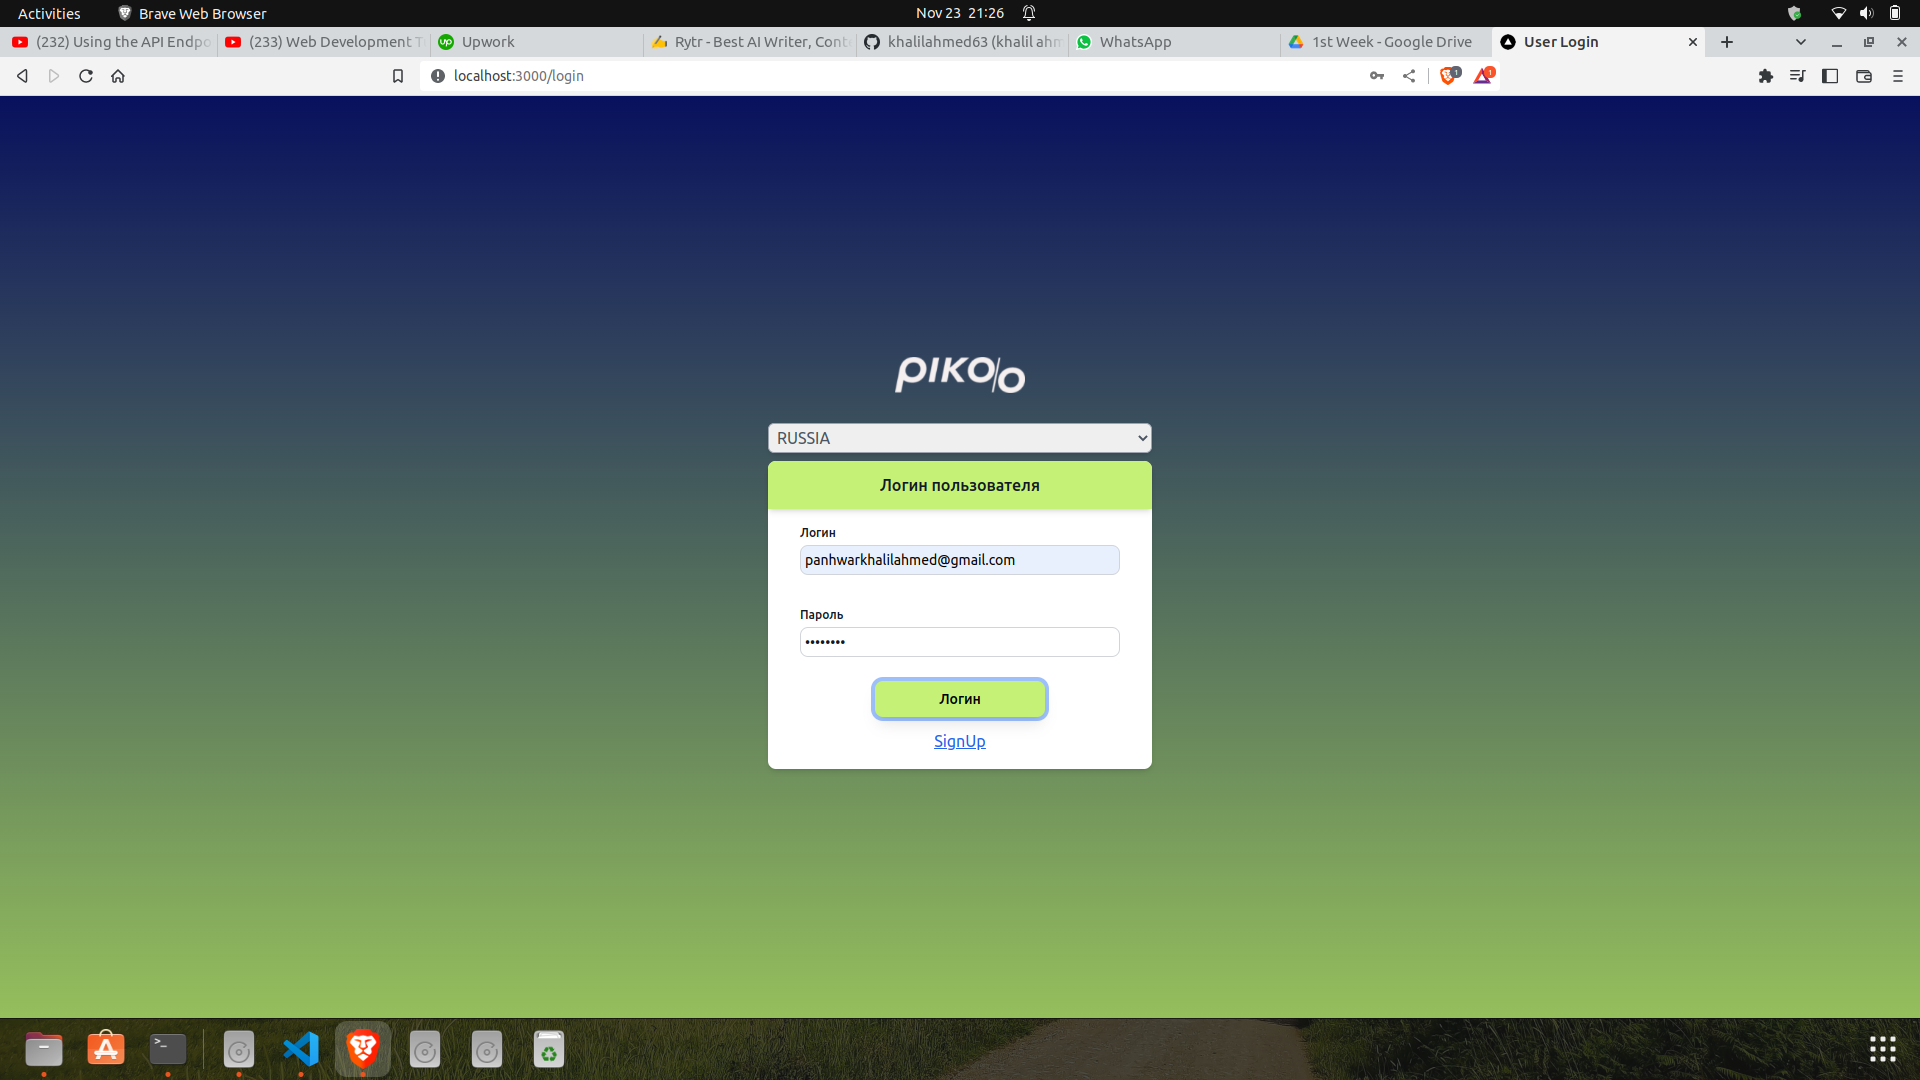 Activities
Brave Web Browser
Nov 23 21:26
(232) Using the API Endpo
(233) Web Development T
Upwork
Rytr - Best AI Writer, Cont
khalilahmed63 (khalil ahm
WhatsApp
1st Week - Google Drive
User Login
localhost:3000/login
1
1
piko/o
RUSSIA
Логин пользователя
Логин
panhwarkhalilahmed@gmail.com
Пароль
••••••••
Логин
SignUp